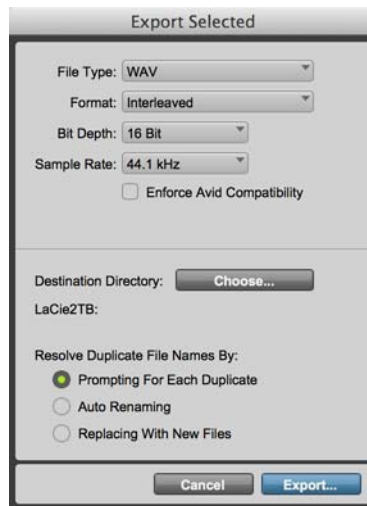 Export Selected
File Type: WAV
Format: Interleaved
Bit Depth: 16 Bit
Sample Rate: 44.1 kHz
Enforce Avid Compatibility
Destination Directory: Choose...
LaCie2TB:
Resolve Duplicate File Names By:
Prompting For Each Duplicate
Auto Renaming
Replacing With New Files
Cancel Export...